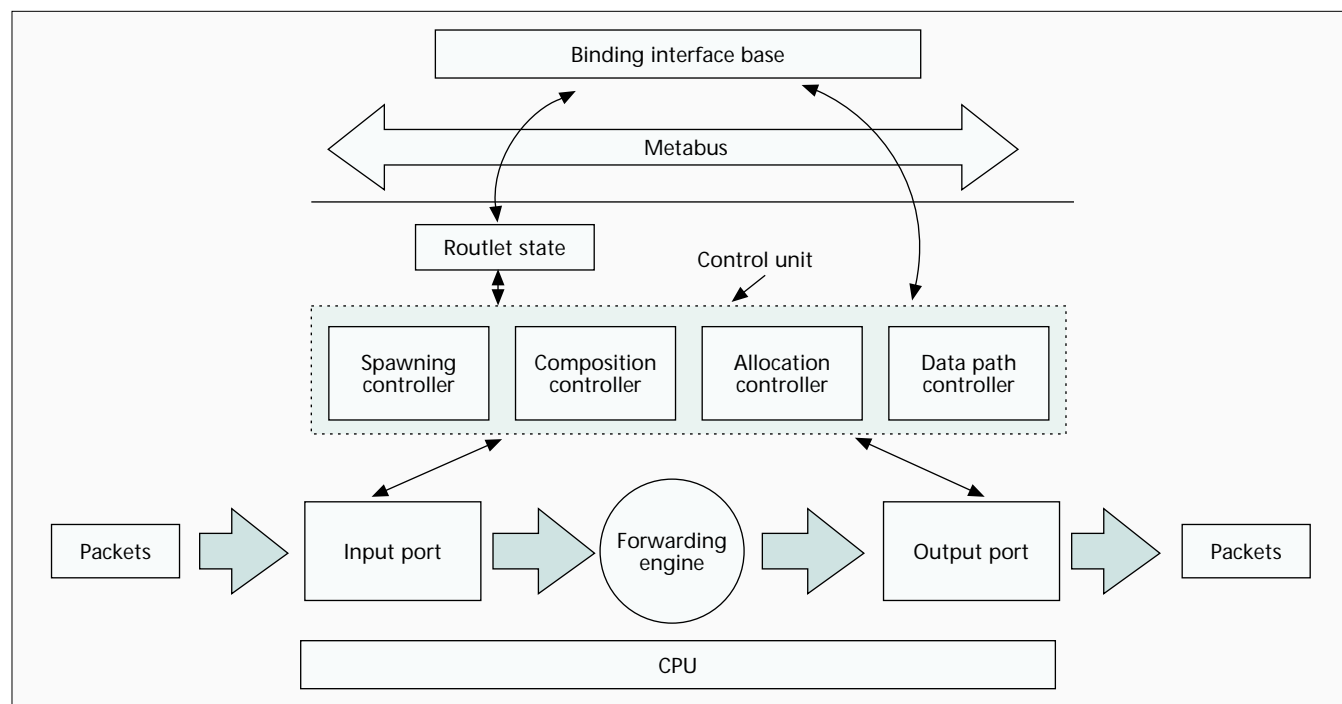 Binding interface base
Metabus
Routlet state
Control unit
Spawning
controller
Composition
controller
Allocation
controller
Data path
controller
Packets
Input port
Forwarding
engine
Output port
Packets
CPU